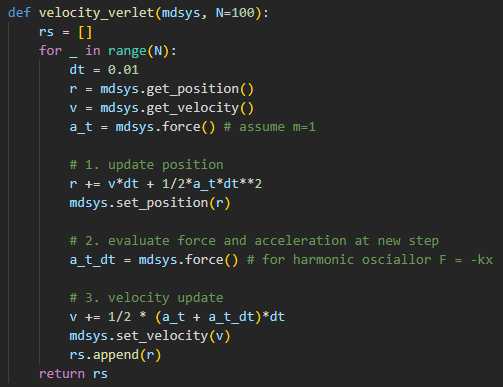 def velocity_verlet(mdsys, N=100):
    rs = []
    for _ in range(N):
        dt = 0.01
        r = mdsys.get_position()
        v = mdsys.get_velocity()
        a_t = mdsys.force() # assume m=1

        # 1. update position
        r += v*dt + 1/2*a_t*dt**2
        mdsys.set_position(r)

        # 2. evaluate force and acceleration at new step
        a_t_dt = mdsys.force() # for harmonic osciallor F = -kx

        # 3. velocity update
        v += 1/2 * (a_t + a_t_dt)*dt
        mdsys.set_velocity(v)
        rs.append(r)
    return rs